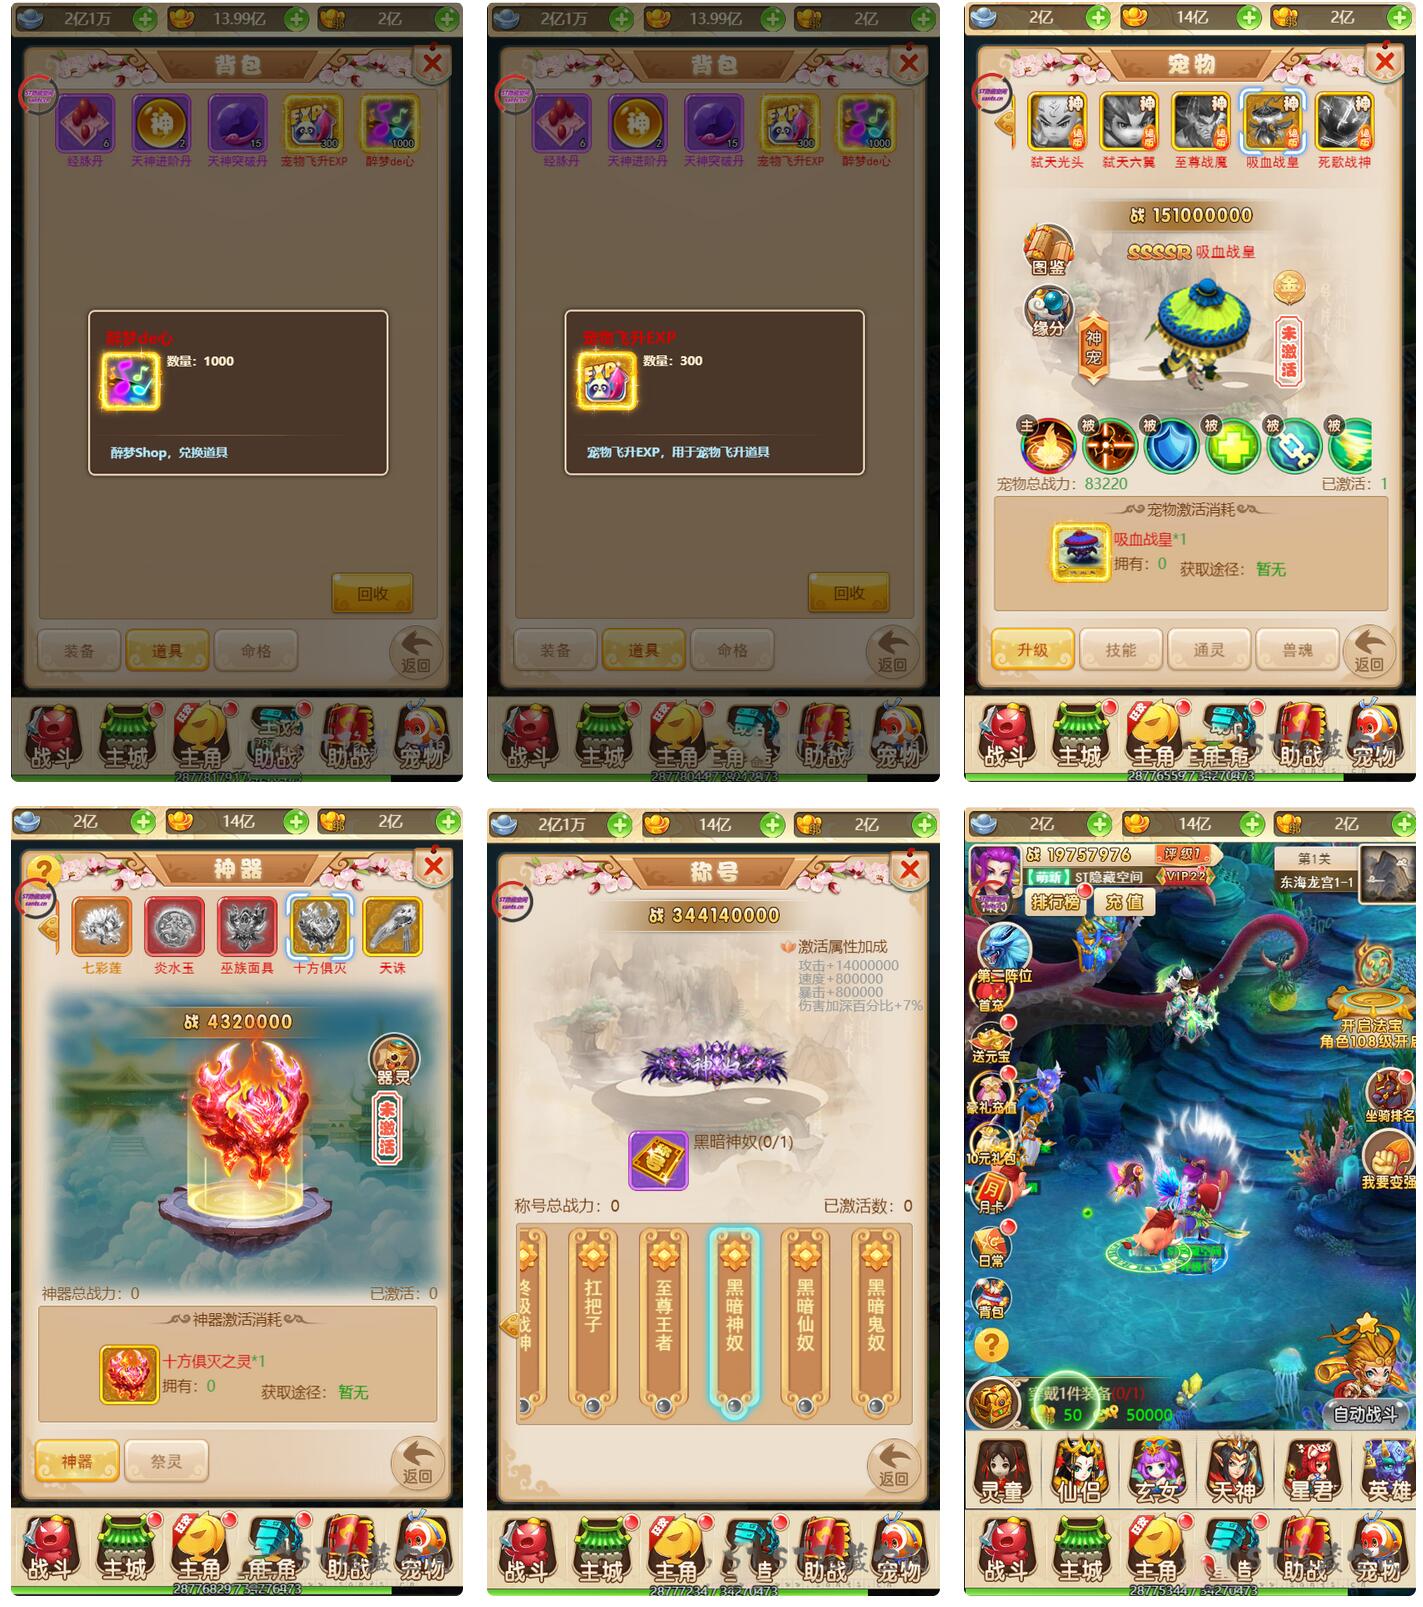 2亿1万
13.99亿
2亿
背包
6
2
15
300
1000
经脉丹
天神进阶丹
天神突破丹
宠物飞升EXP
醉梦de心
醉梦de心
数量：1000
醉梦Shop，兑换道具
回收
装备
道具
命格
返回
战斗
主城
狂欢
主角
助战
助战
宠物
2亿1万
13.99亿
2亿
背包
6
2
15
300
1000
经脉丹
天神进阶丹
天神突破丹
宠物飞升EXP
醉梦de心
宠物飞升EXP
数量：300
宠物飞升EXP，用于宠物飞升道具
回收
装备
道具
命格
返回
战斗
主城
狂欢
主角
助战
宠物
2亿
14亿
2亿
宠物
弑天光头
弑天六翼
至尊战魔
吸血战皇
死歌战神
战 151000000
SSSSR 吸血战皇
图鉴
缘分
神宠
金
未激活
主
被
被
被
被
被
宠物总战力：83220
已激活：1
宠物激活消耗
吸血战皇*1
拥有：0
获取途径：暂无
升级
技能
通灵
兽魂
返回
战斗
主城
狂欢
主角
助战
宠物
2亿
14亿
2亿
神器
七彩莲
炎水玉
巫族面具
十方俱灭
天诛
战 4320000
器灵
未激活
神器总战力：0
已激活：0
神器激活消耗
十方俱灭之灵*1
拥有：0
获取途径：暂无
神器
祭灵
返回
战斗
主城
狂欢
主角
助战
宠物
2亿1万
14亿
2亿
称号
战 344140000
激活属性加成
攻击+14000000
速度+800000
暴击+800000
伤害加深百分比+7%
神奴
黑暗神奴(0/1)
称号总战力：0
已激活数：0
终级战神
扛把子
至尊王者
黑暗神奴
黑暗仙奴
黑暗鬼奴
返回
战斗
主城
狂欢
主角
助战
宠物
2亿
14亿
2亿
战 19757976
评级1
【萌新】ST隐藏空间
VIP22
第1关
东海龙宫1-1
排行榜
充值
第二阵位
首充
送元宝
豪礼充值
10元礼包
月卡
日常
背包
开启法宝
角色108级开启
坐骑排名
我要变强
穿戴1件装备(0/1)
50
50000
自动战斗
灵童
仙侣
玄女
天神
星君
英雄
战斗
主城
狂欢
主角
助战
宠物